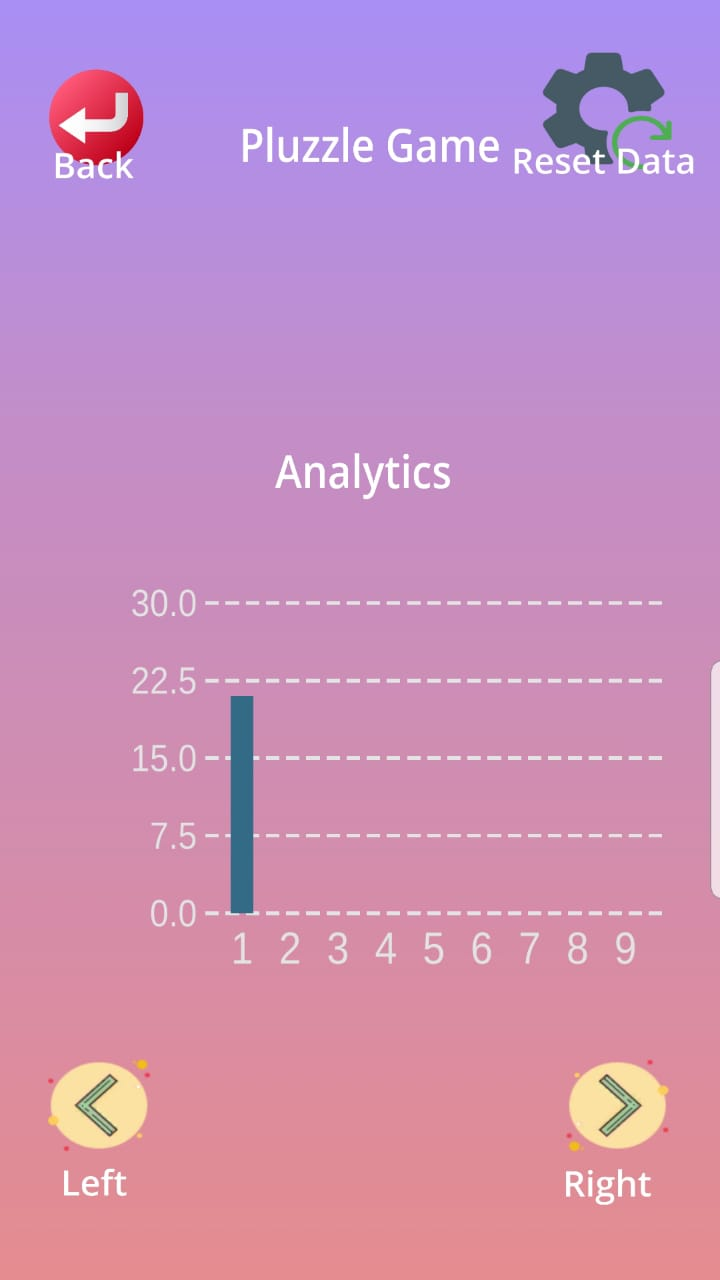 Back
Pluzzle Game
Reset Data
Analytics
30.0
22.5
15.0
7.5
0.0
1 2 3 4 5 6 7 8 9
Left
Right